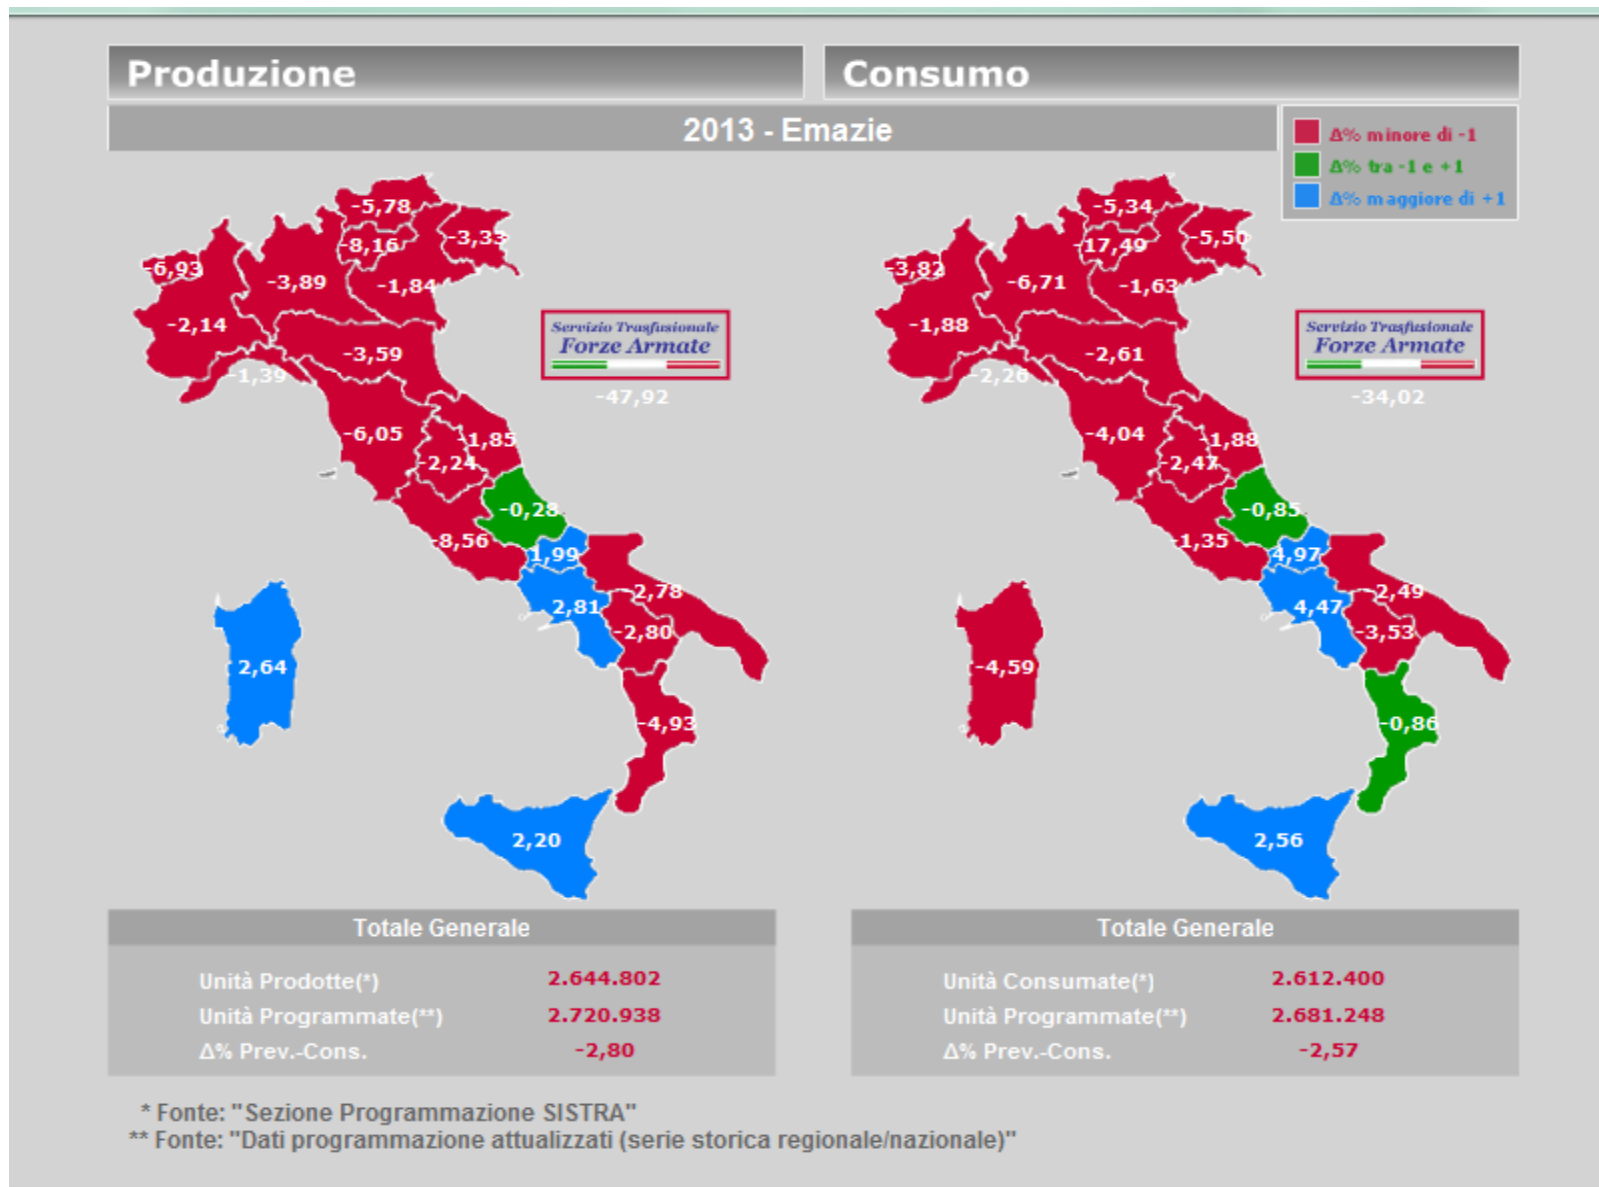 Produzione
Consumo
2013 - Emazie
Δ% minore di -1
Δ% tra -1 e +1
Δ% maggiore di +1
-5,78
-8,16
-3,33
-6,93
-3,89
-1,84
-2,14
-3,59
-1,39
Servizio Trasfusionale
Forze Armate
-47,92
-6,05
-1,85
-2,24
-0,28
-8,56
1,99
-2,78
2,81
-2,80
2,64
-4,93
2,20
-5,34
-17,49
-5,50
-3,82
-6,71
-1,63
-1,88
-2,61
-2,26
Servizio Trasfusionale
Forze Armate
-34,02
-4,04
-1,88
-2,47
-0,85
-1,35
4,97
-2,49
4,47
-3,53
-4,59
-0,86
2,56
Totale Generale
Unità Prodotte(*) 2.644.802
Unità Programmate(**) 2.720.938
Δ% Prev.-Cons. -2,80
Totale Generale
Unità Consumate(*) 2.612.400
Unità Programmate(**) 2.681.248
Δ% Prev.-Cons. -2,57
* Fonte: "Sezione Programmazione SISTRA"
** Fonte: "Dati programmazione attualizzati (serie storica regionale/nazionale)"